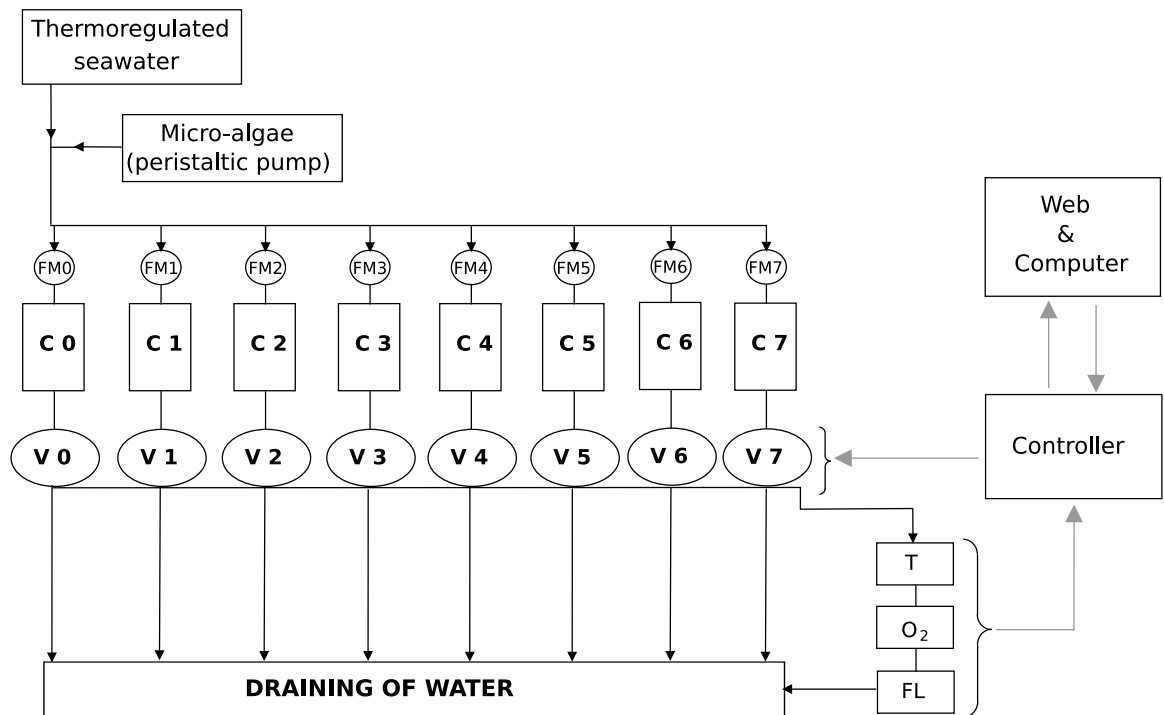 Thermoregulated
seawater
Micro-algae
(peristaltic pump)
Web
&
Computer
FM0 FM1 FM2 FM3 FM4 FM5 FM6 FM7
C 0 C 1 C 2 C 3 C 4 C 5 C 6 C 7
V 0 V 1 V 2 V 3 V 4 V 5 V 6 V 7
Controller
T
O₂
FL
DRAINING OF WATER